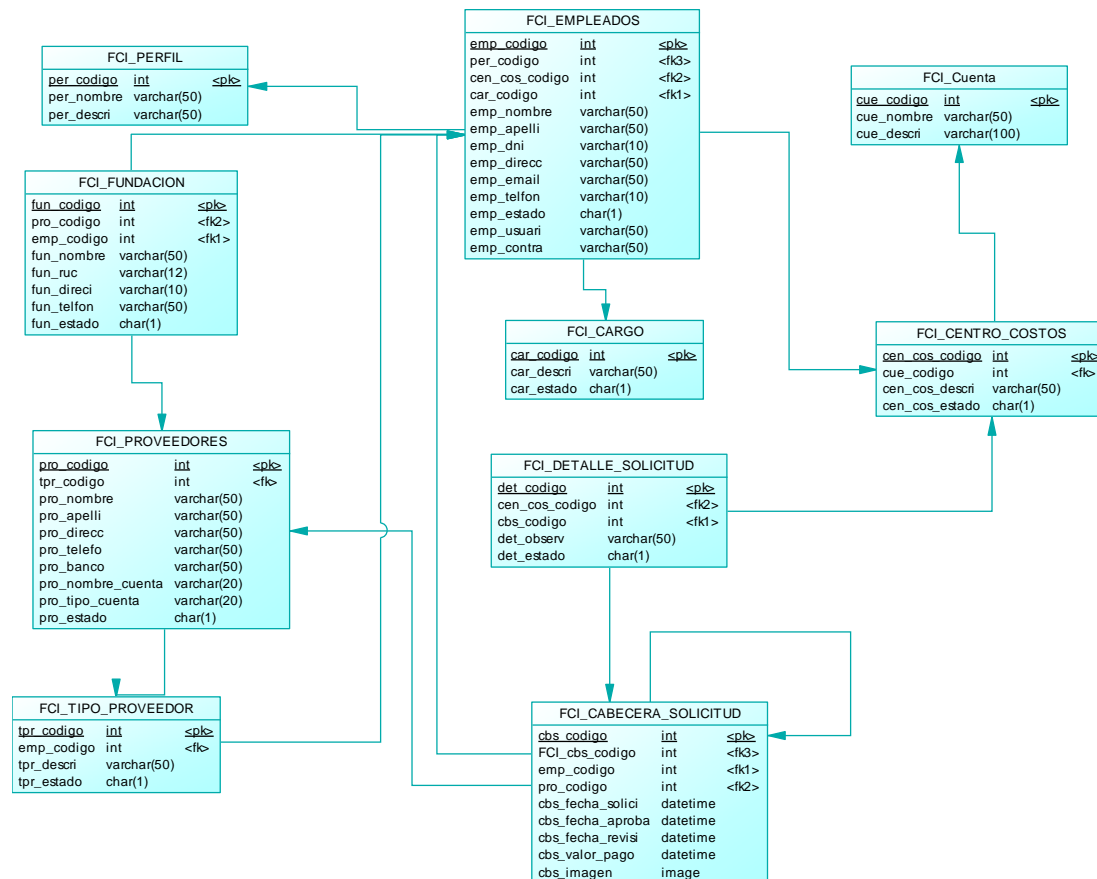 FCI_EMPLEADOS
emp_codigo int <pk>
per_codigo int <fk3>
cen_cos_codigo int <fk2>
car_codigo int <fk1>
emp_nombre varchar(50)
emp_apelli varchar(50)
emp_dni varchar(10)
emp_direcc varchar(50)
emp_email varchar(50)
emp_telfon varchar(10)
emp_estado char(1)
emp_usuari varchar(50)
emp_contra varchar(50)
FCI_PERFIL
per_codigo int <pk>
per_nombre varchar(50)
per_descri varchar(50)
FCI_Cuenta
cue_codigo int <pk>
cue_nombre varchar(50)
cue_descri varchar(100)
FCI_FUNDACION
fun_codigo int <pk>
pro_codigo int <fk2>
emp_codigo int <fk1>
fun_nombre varchar(50)
fun_ruc varchar(12)
fun_direci varchar(10)
fun_telfon varchar(50)
fun_estado char(1)
FCI_CARGO
car_codigo int <pk>
car_descri varchar(50)
car_estado char(1)
FCI_CENTRO_COSTOS
cen_cos_codigo int <pk>
cue_codigo int <fk>
cen_cos_descri varchar(50)
cen_cos_estado char(1)
FCI_PROVEEDORES
pro_codigo int <pk>
tpr_codigo int <fk>
pro_nombre varchar(50)
pro_apelli varchar(50)
pro_direcc varchar(50)
pro_telefo varchar(50)
pro_banco varchar(50)
pro_nombre_cuenta varchar(20)
pro_tipo_cuenta varchar(20)
pro_estado char(1)
FCI_DETALLE_SOLICITUD
det_codigo int <pk>
cen_cos_codigo int <fk2>
cbs_codigo int <fk1>
det_observ varchar(50)
det_estado char(1)
FCI_TIPO_PROVEEDOR
tpr_codigo int <pk>
emp_codigo int <fk>
tpr_descri varchar(50)
tpr_estado char(1)
FCI_CABECERA_SOLICITUD
cbs_codigo int <pk>
FCI_cbs_codigo int <fk3>
emp_codigo int <fk1>
pro_codigo int <fk2>
cbs_fecha_solici datetime
cbs_fecha_aproba datetime
cbs_fecha_revisi datetime
cbs_valor_pago datetime
cbs_imagen image